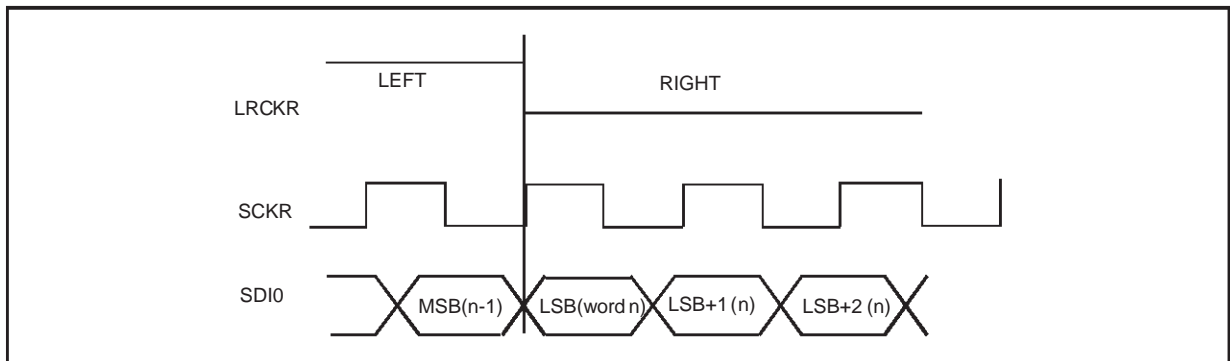 LEFT
RIGHT
LRCKR
SCKR
SDI0
MSB(n-1)
LSB(word n)
LSB+1 (n)
LSB+2 (n)